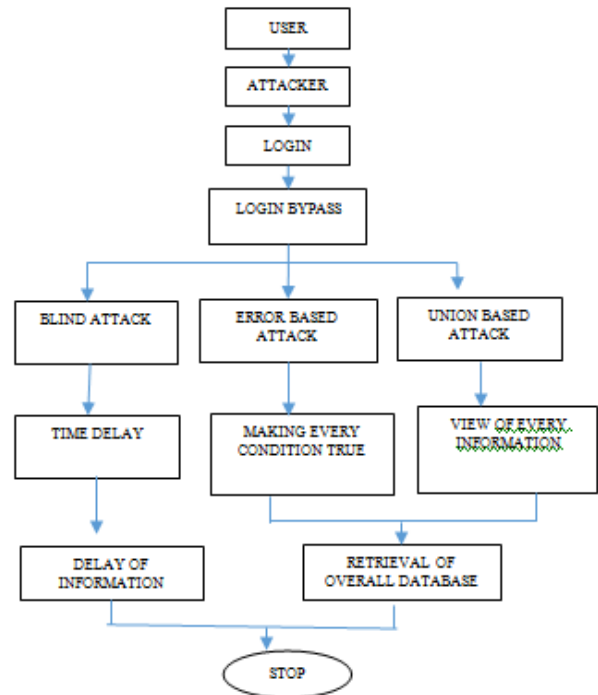 USER
ATTACKER
LOGIN
LOGIN BYPASS
BLIND ATTACK
ERROR BASED
ATTACK
UNION BASED
ATTACK
TIME DELAY
MAKING EVERY
CONDITION TRUE
VIEW OF EVERY
INFORMATION
DELAY OF
INFORMATION
RETRIEVAL OF
OVERALL DATABASE
STOP